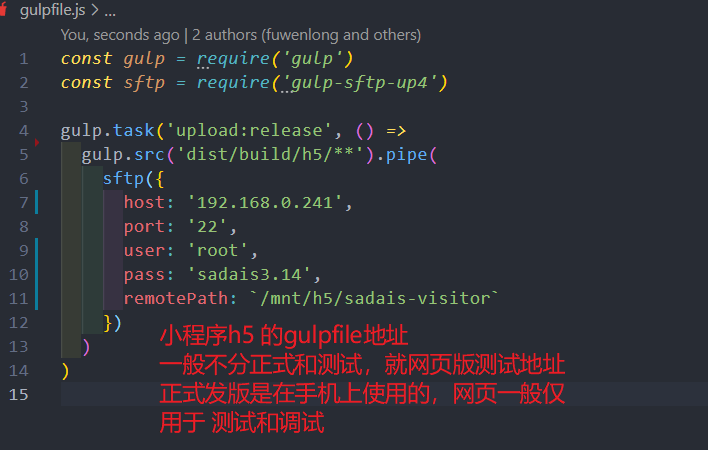 gulpfile.js > ...
You, seconds ago | 2 authors (fuwenlong and others)
1 const gulp = require('gulp')
2 const sftp = require('gulp-sftp-up4')
3
4 gulp.task('upload:release', () =>
5 gulp.src('dist/build/h5/**').pipe(
6 sftp({
7 host: '192.168.0.241',
8 port: '22',
9 user: 'root',
10 pass: 'sadais3.14',
11 remotePath: `/mnt/h5/sadais-visitor`
12 })
13 )
14 )
15
小程序h5 的gulpfile地址
一般不分正式和测试，就网页版测试地址
正式发版是在手机上使用的，网页一般仅
用于 测试和调试